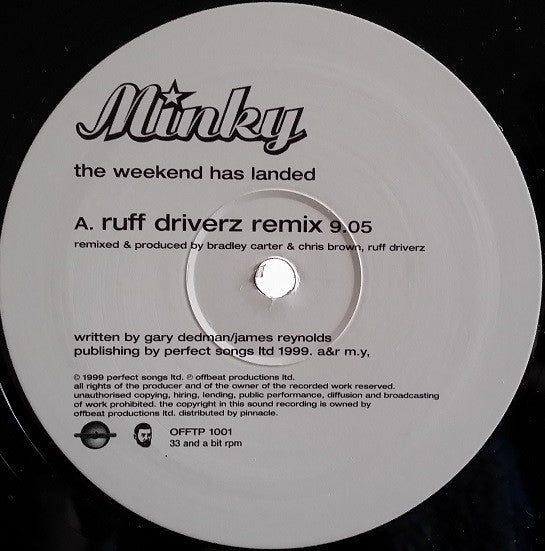 Minky
the weekend has landed
A. ruff driverz remix 9.05
remixed & produced by bradley carter & chris brown, ruff driverz
written by gary dedman/james reynolds
publishing by perfect songs ltd 1999. a&r m.y,
© 1999 perfect songs ltd. ℗ offbeat productions ltd.
all rights of the producer and of the owner of the recorded work reserved.
unauthorised copying, hiring, lending, public performance, diffusion and broadcasting
of work prohibited. the copyright in this sound recording is owned by
offbeat productions ltd. distributed by pinnacle.
OFFTP 1001
33 and a bit rpm